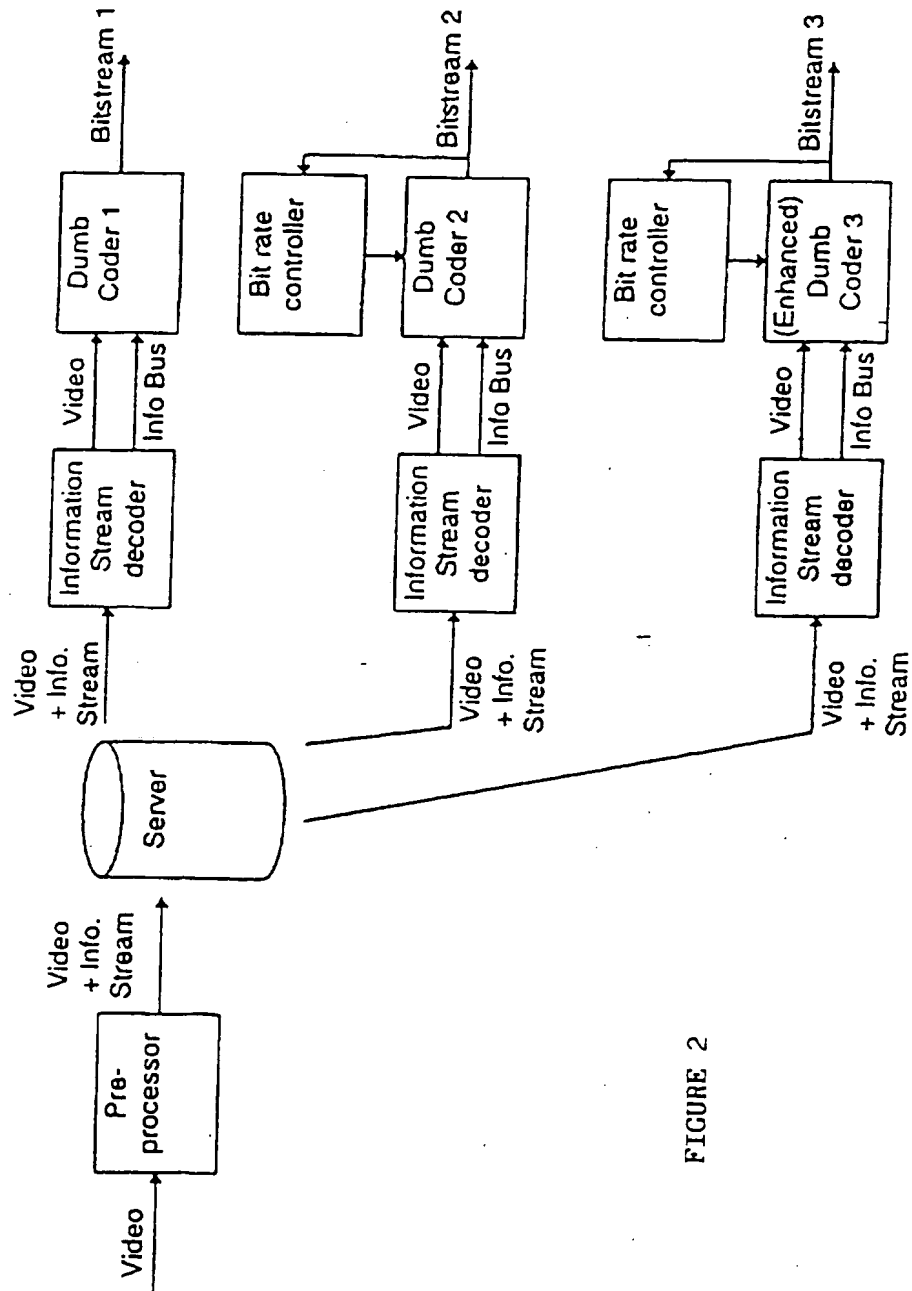 Video
Pre-
processor
Video
+ Info.
Stream
Server
Video
+ Info.
Stream
Information
Stream
decoder
Video
Info Bus
Dumb
Coder 1
Bitstream 1
Video
+ Info.
Stream
Information
Stream
decoder
Video
Info Bus
Bit rate
controller
Dumb
Coder 2
Bitstream 2
Video
+ Info.
Stream
Information
Stream
decoder
Video
Info Bus
Bit rate
controller
(Enhanced)
Dumb
Coder 3
Bitstream 3
FIGURE 2